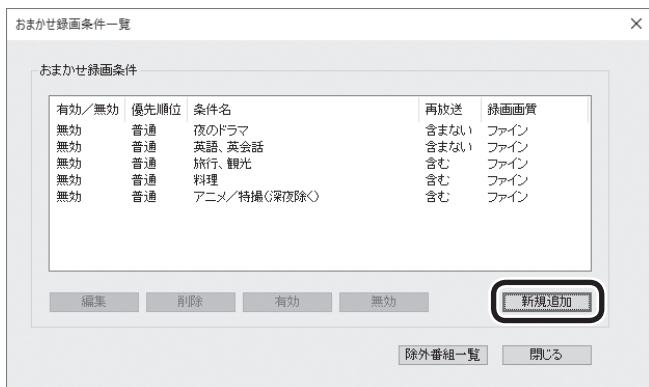 おまかせ録画条件一覧
おまかせ録画条件
有効／無効 優先順位 条件名 再放送 録画画質
無効 普通 夜のドラマ 含まない ファイン
無効 普通 英語、英会話 含まない ファイン
無効 普通 旅行、観光 含む ファイン
無効 普通 料理 含む ファイン
無効 普通 アニメ／特撮(深夜除く) 含む ファイン
編集 削除 有効 無効 新規追加
除外番組一覧 閉じる